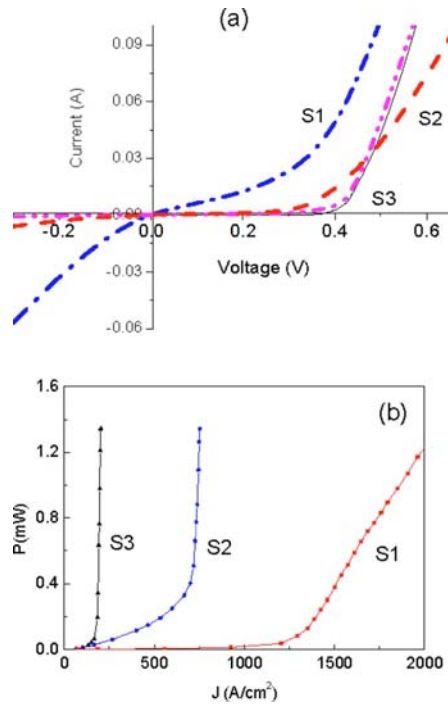 (a)
0.09
0.06
0.03
0.00
-0.03
-0.06
Current (A)
S1
S2
S3
-0.2
0.0
0.2
0.4
0.6
Voltage (V)
(b)
1.6
1.2
0.8
0.4
0.0
P(mW)
S3
S2
S1
0
500
1000
1500
2000
J (A/cm²)